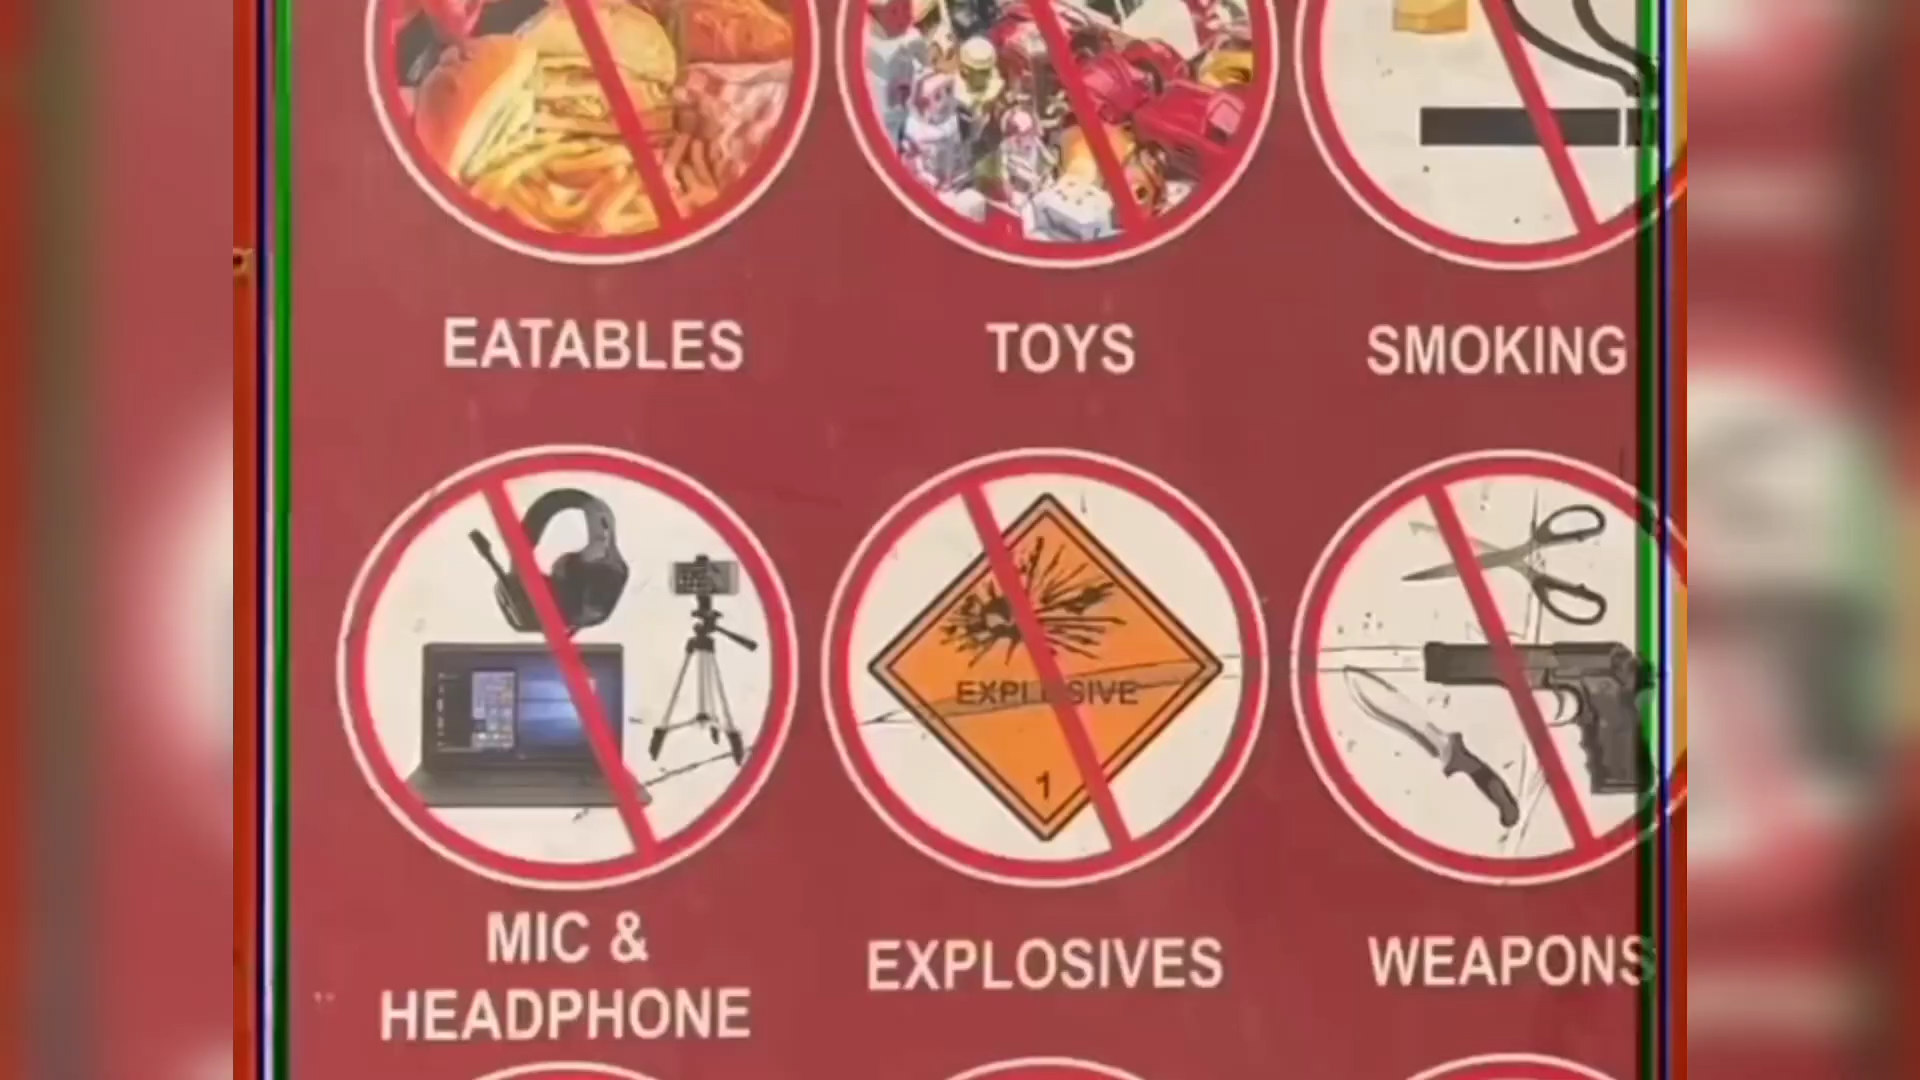 EATABLES
TOYS
SMOKING
EXPLOSIVE
1
MIC &
HEADPHONE
EXPLOSIVES
WEAPONS